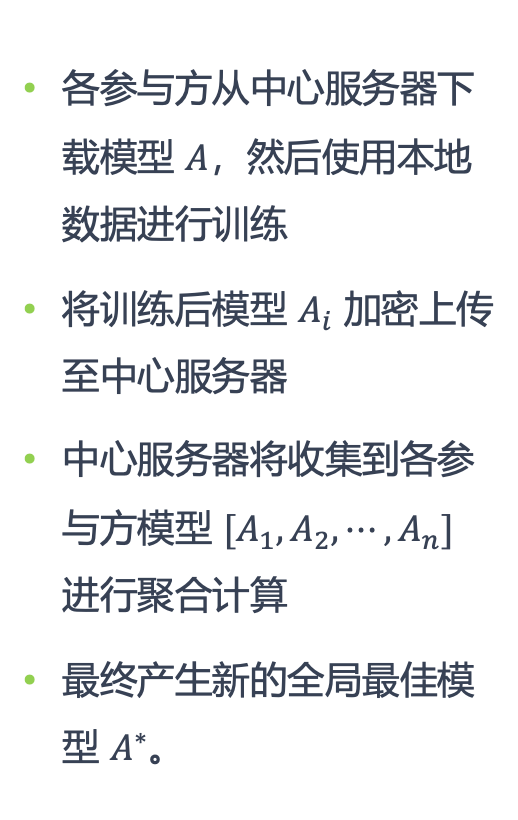 • 各参与方从中心服务器下
载模型 A，然后使用本地
数据进行训练
• 将训练后模型 Aᵢ 加密上传
至中心服务器
• 中心服务器将收集到各参
与方模型 [A₁, A₂, ⋯ , Aₙ]
进行聚合计算
• 最终产生新的全局最佳模
型 A*。